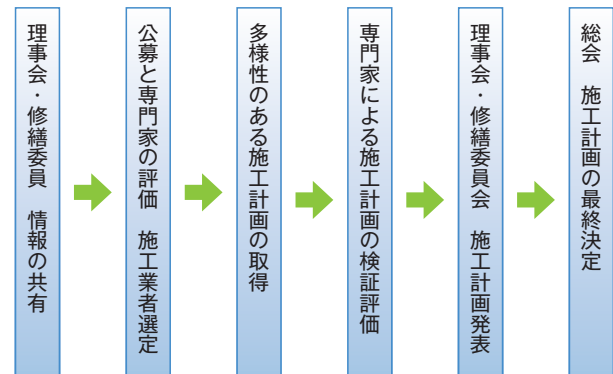 理事会・修繕委員　情報の共有
公募と専門家の評価　施工業者選定
多様性のある施工計画の取得
専門家による施工計画の検証評価
理事会・修繕委員会　施工計画発表
総会　施工計画の最終決定